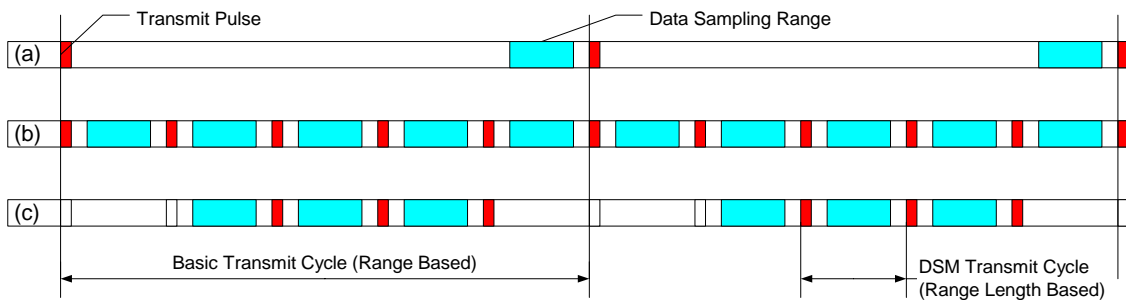 Transmit Pulse
Data Sampling Range
(a)
(b)
(c)
Basic Transmit Cycle (Range Based)
DSM Transmit Cycle
(Range Length Based)